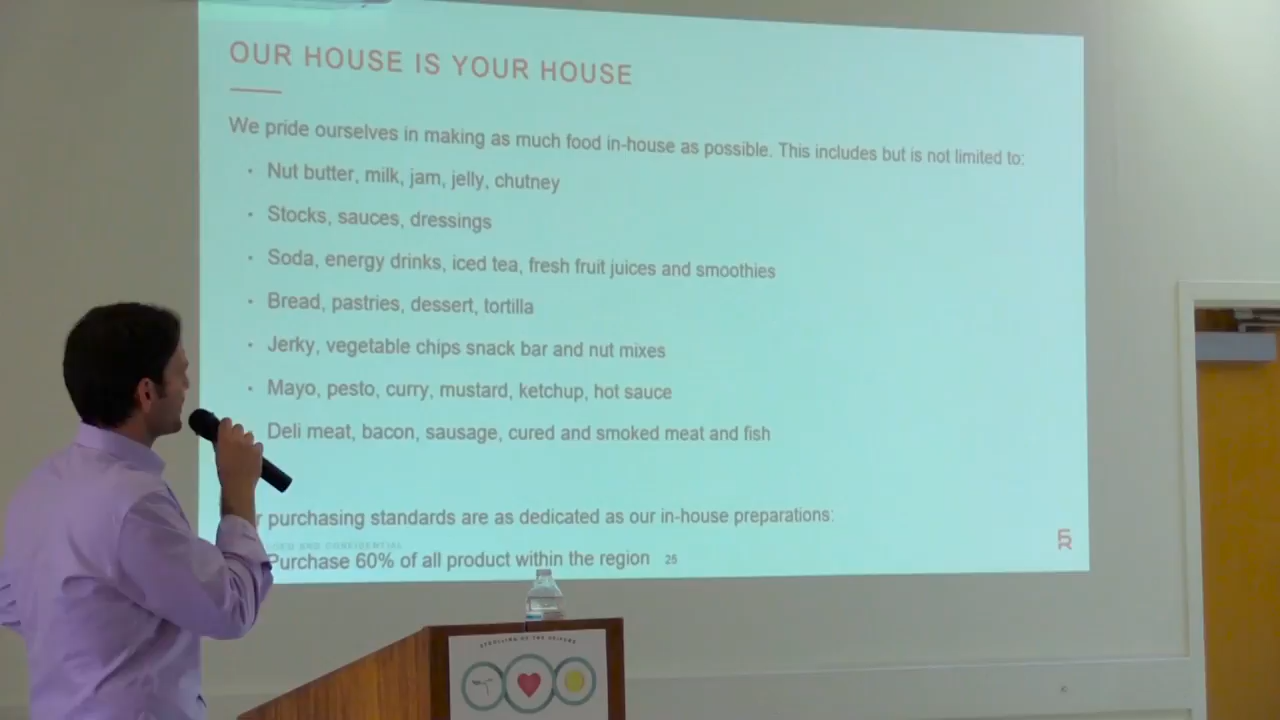 OUR HOUSE IS YOUR HOUSE
We pride ourselves in making as much food in-house as possible. This includes but is not limited to:
• Nut butter, milk, jam, jelly, chutney
• Stocks, sauces, dressings
• Soda, energy drinks, iced tea, fresh fruit juices and smoothies
• Bread, pastries, dessert, tortilla
• Jerky, vegetable chips snack bar and nut mixes
• Mayo, pesto, curry, mustard, ketchup, hot sauce
Deli meat, bacon, sausage, cured and smoked meat and fish
purchasing standards are as dedicated as our in-house preparations:
AND CONFIDENTIAL
Purchase 60% of all product within the region
25